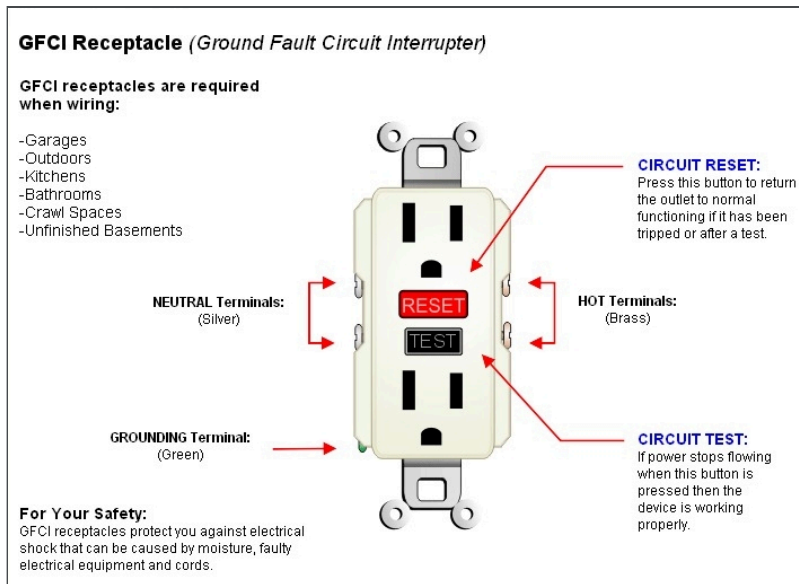 GFCI Receptacle (Ground Fault Circuit Interrupter)
GFCI receptacles are required
when wiring:
-Garages
-Outdoors
-Kitchens
-Bathrooms
-Crawl Spaces
-Unfinished Basements
CIRCUIT RESET:
Press this button to return
the outlet to normal
functioning if it has been
tripped or after a test.
NEUTRAL Terminals:
(Silver)
RESET
TEST
HOT Terminals:
(Brass)
GROUNDING Terminal:
(Green)
CIRCUIT TEST:
If power stops flowing
when this button is
pressed then the
device is working
properly.
For Your Safety:
GFCI receptacles protect you against electrical
shock that can be caused by moisture, faulty
electrical equipment and cords.